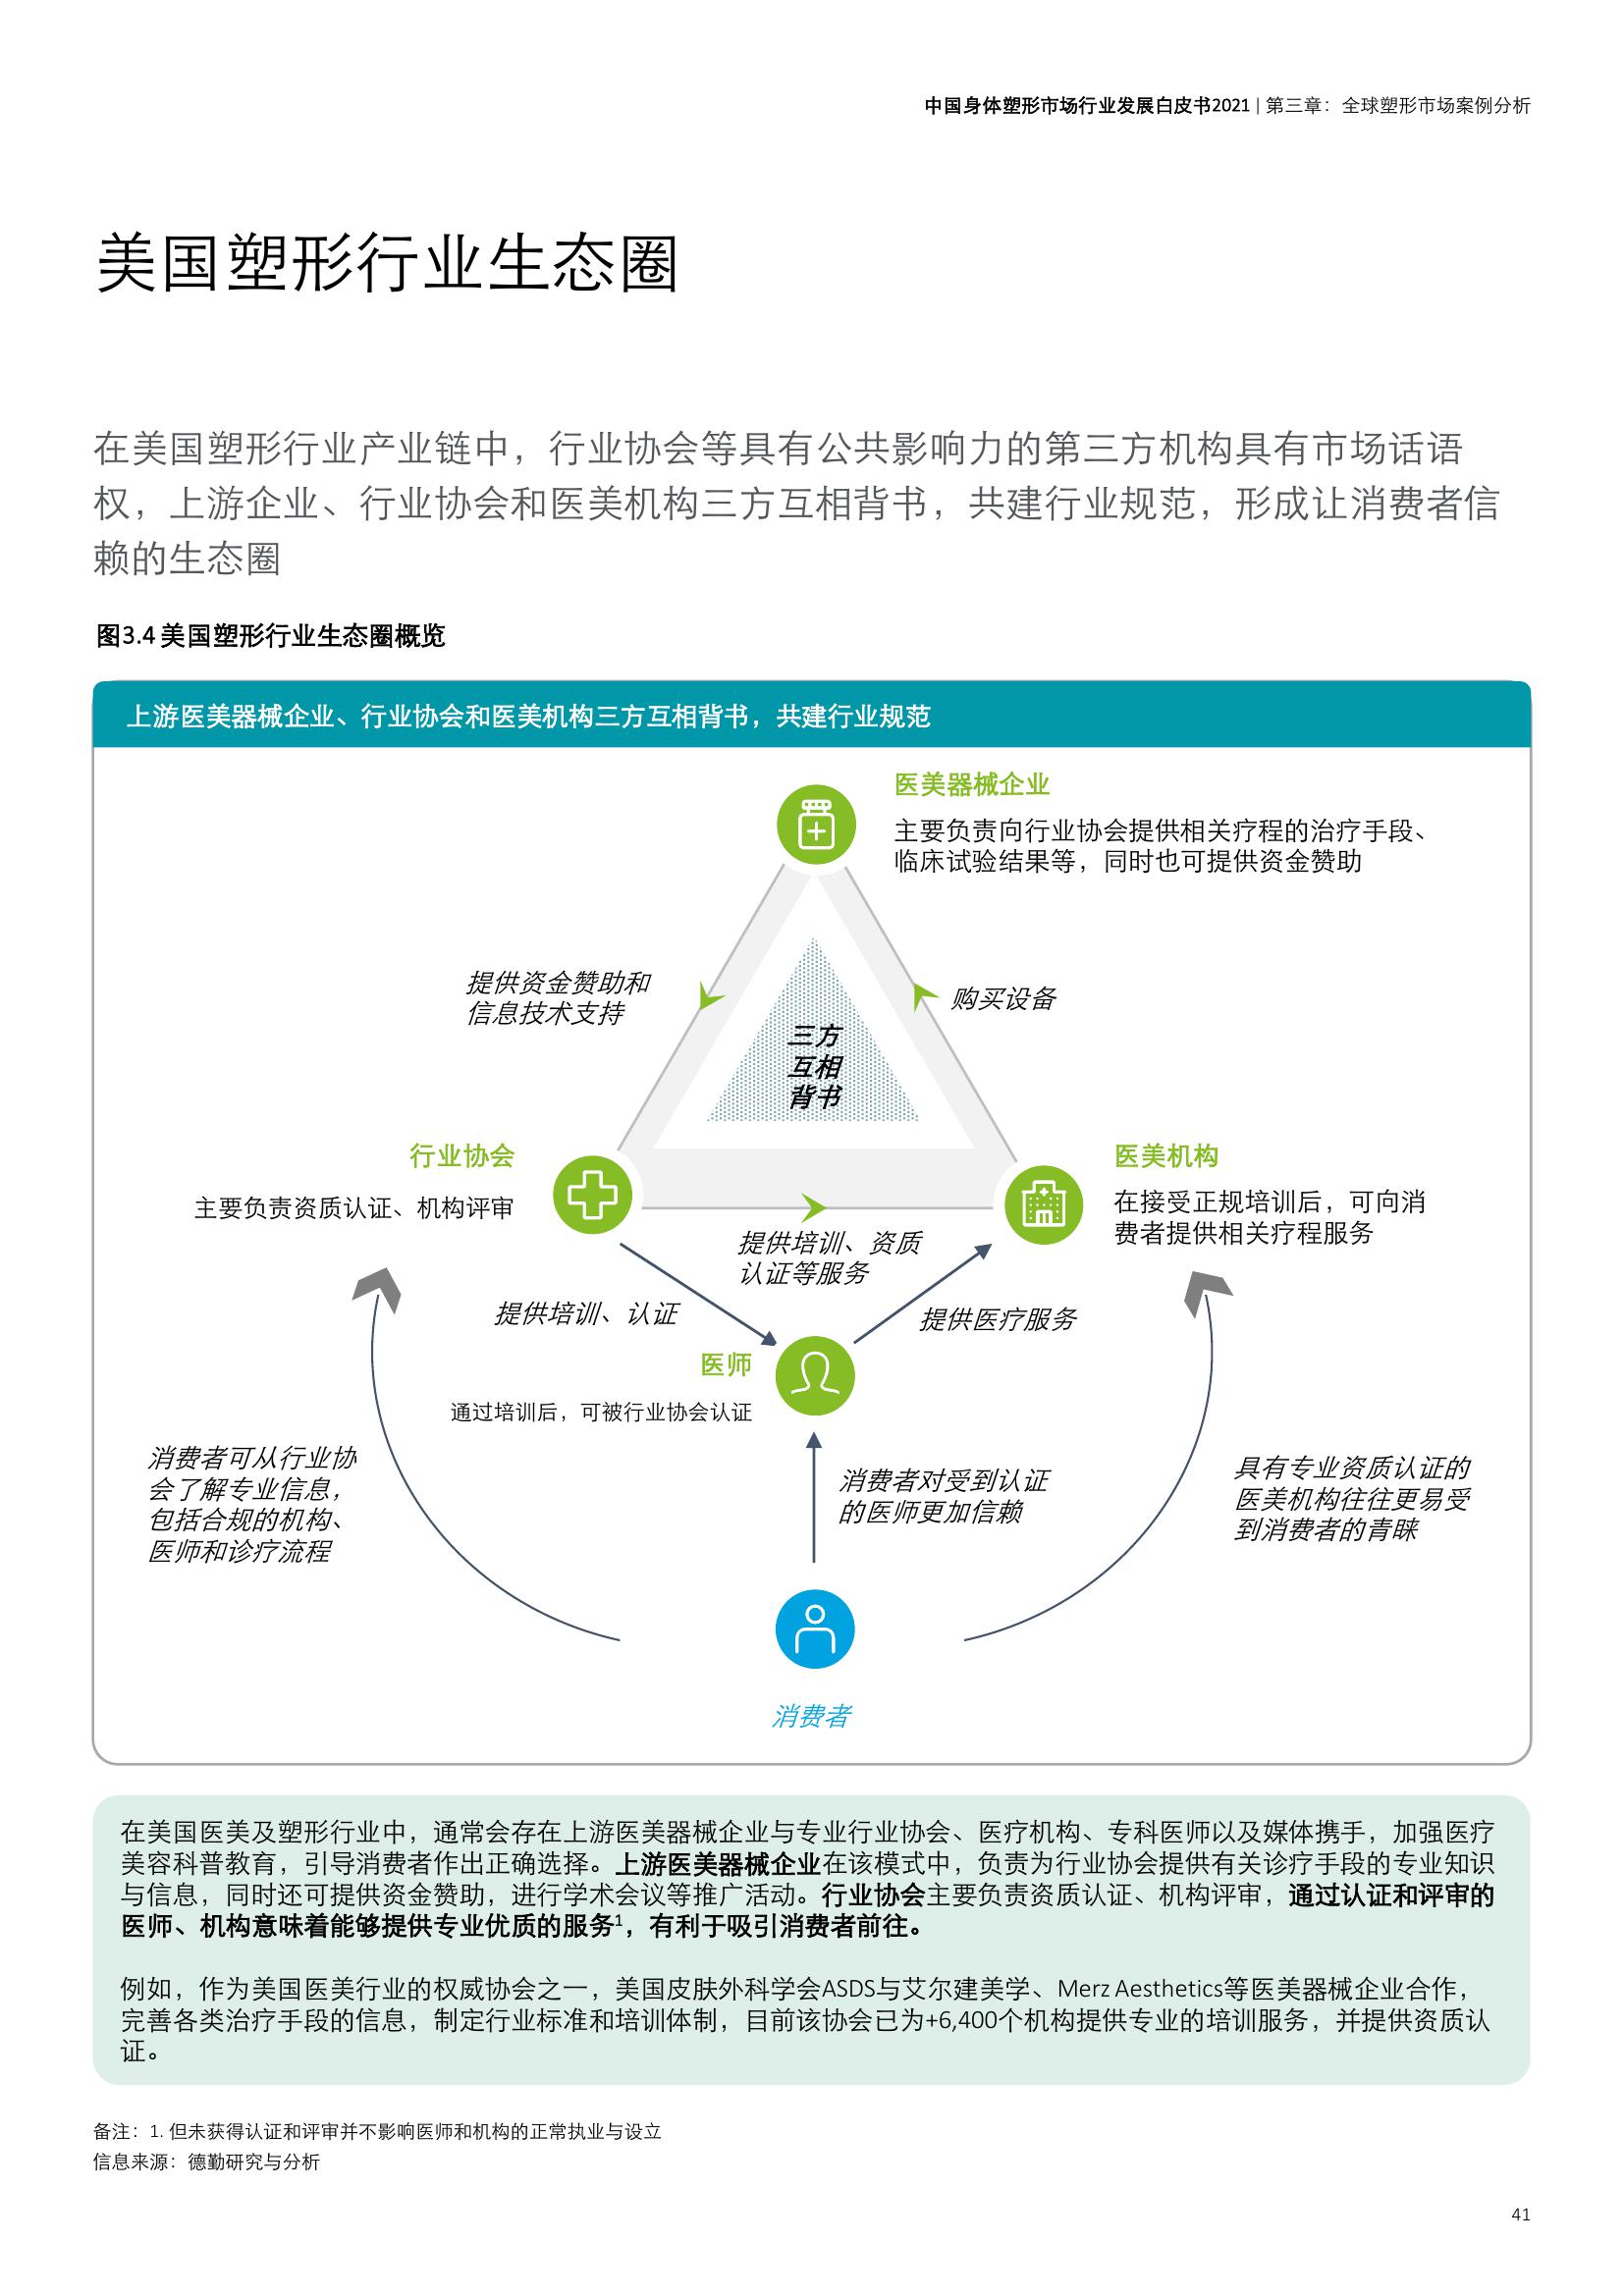 中国身体塑形市场行业发展白皮书2021 | 第三章：全球塑形市场案例分析
美国塑形行业生态圈
在美国塑形行业产业链中，行业协会等具有公共影响力的第三方机构具有市场话语
权，上游企业、行业协会和医美机构三方互相背书，共建行业规范，形成让消费者信
赖的生态圈
图3.4 美国塑形行业生态圈概览
上游医美器械企业、行业协会和医美机构三方互相背书，共建行业规范
医美器械企业
主要负责向行业协会提供相关疗程的治疗手段、
临床试验结果等，同时也可提供资金赞助
提供资金赞助和
信息技术支持
购买设备
三方
互相
背书
行业协会
主要负责资质认证、机构评审
医美机构
在接受正规培训后，可向消
费者提供相关疗程服务
提供培训、资质
认证等服务
提供培训、认证
提供医疗服务
医师
通过培训后，可被行业协会认证
消费者可从行业协
会了解专业信息，
包括合规的机构、
医师和诊疗流程
消费者对受到认证
的医师更加信赖
具有专业资质认证的
医美机构往往更易受
到消费者的青睐
消费者
在美国医美及塑形行业中，通常会存在上游医美器械企业与专业行业协会、医疗机构、专科医师以及媒体携手，加强医疗
美容科普教育，引导消费者作出正确选择。上游医美器械企业在该模式中，负责为行业协会提供有关诊疗手段的专业知识
与信息，同时还可提供资金赞助，进行学术会议等推广活动。行业协会主要负责资质认证、机构评审，通过认证和评审的
医师、机构意味着能够提供专业优质的服务¹，有利于吸引消费者前往。
例如，作为美国医美行业的权威协会之一，美国皮肤外科学会ASDS与艾尔建美学、Merz Aesthetics等医美器械企业合作，
完善各类治疗手段的信息，制定行业标准和培训体制，目前该协会已为+6,400个机构提供专业的培训服务，并提供资质认
证。
备注：1. 但未获得认证和评审并不影响医师和机构的正常执业与设立
信息来源：德勤研究与分析
41